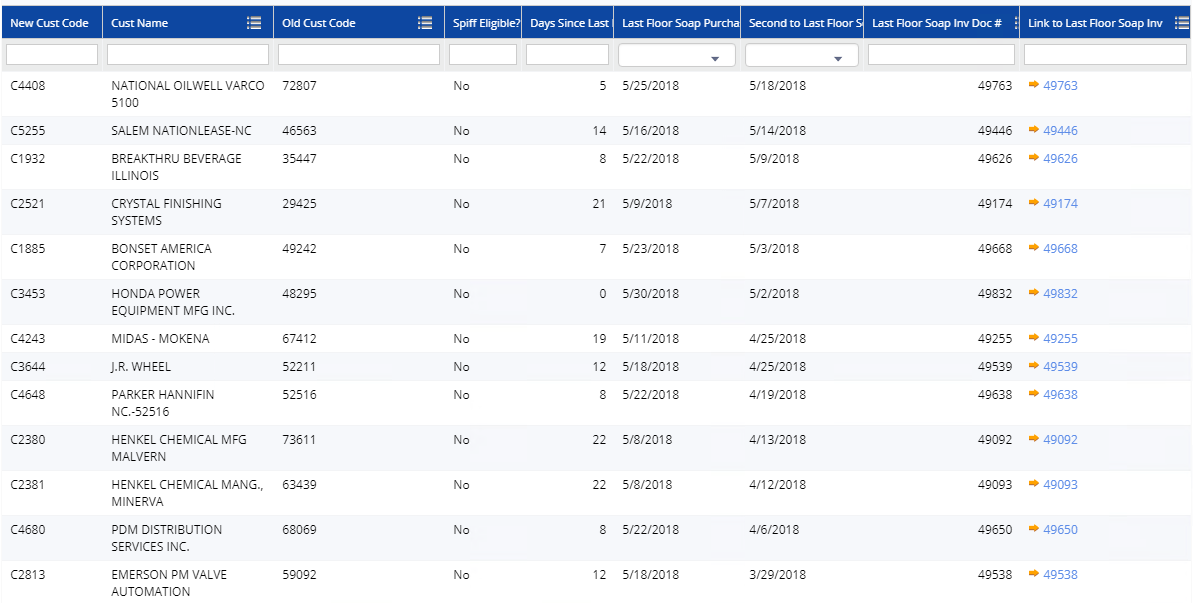 New Cust Code Cust Name Old Cust Code Spiff Eligible? Days Since Last Last Floor Soap Purcha Second to Last Floor S Last Floor Soap Inv Doc # Link to Last Floor Soap Inv
C4408 NATIONAL OILWELL VARCO 72807 No 5 5/25/2018 5/18/2018 49763 49763
5100
C5255 SALEM NATIONLEASE-NC 46563 No 14 5/16/2018 5/14/2018 49446 49446
C1932 BREAKTHRU BEVERAGE 35447 No 8 5/22/2018 5/9/2018 49626 49626
ILLINOIS
C2521 CRYSTAL FINISHING 29425 No 21 5/9/2018 5/7/2018 49174 49174
SYSTEMS
C1885 BONSET AMERICA 49242 No 7 5/23/2018 5/3/2018 49668 49668
CORPORATION
C3453 HONDA POWER 48295 No 0 5/30/2018 5/2/2018 49832 49832
EQUIPMENT MFG INC.
C4243 MIDAS - MOKENA 67412 No 19 5/11/2018 4/25/2018 49255 49255
C3644 J.R. WHEEL 52211 No 12 5/18/2018 4/25/2018 49539 49539
C4648 PARKER HANNIFIN 52516 No 8 5/22/2018 4/19/2018 49638 49638
NC.-52516
C2380 HENKEL CHEMICAL MFG 73611 No 22 5/8/2018 4/13/2018 49092 49092
MALVERN
C2381 HENKEL CHEMICAL MANG., 63439 No 22 5/8/2018 4/12/2018 49093 49093
MINERVA
C4680 PDM DISTRIBUTION 68069 No 8 5/22/2018 4/6/2018 49650 49650
SERVICES INC.
C2813 EMERSON PM VALVE 59092 No 12 5/18/2018 3/29/2018 49538 49538
AUTOMATION